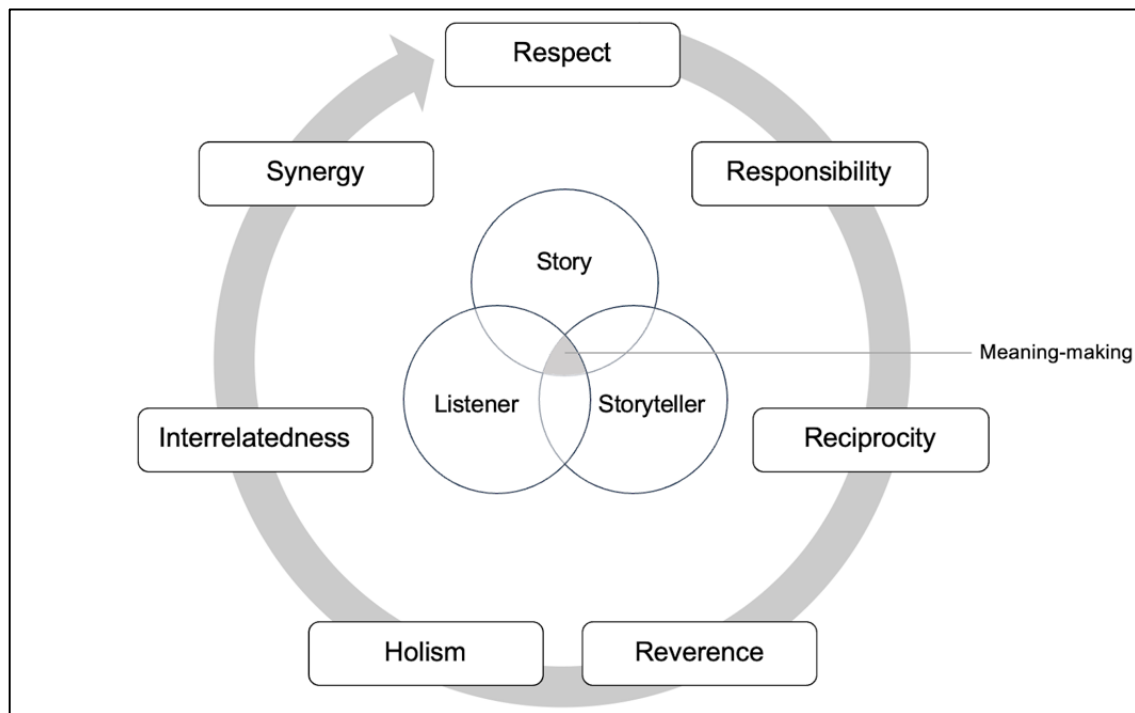 Respect
Synergy
Responsibility
Story
Meaning-making
Listener
Storyteller
Interrelatedness
Reciprocity
Holism
Reverence